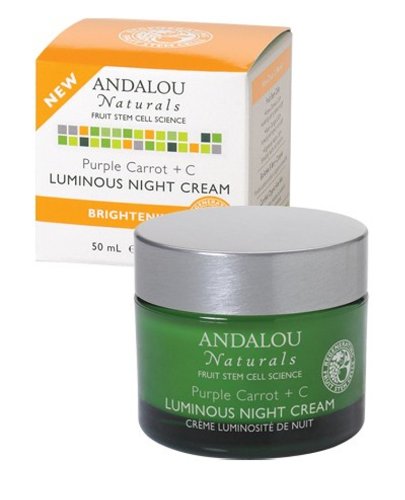 NEW
ANDALOU
Naturals
FRUIT STEM CELL SCIENCE
Purple Carrot + C
LUMINOUS NIGHT CREAM
50 mL
ANDALOU
Naturals
FRUIT STEM CELL SCIENCE
Purple Carrot + C
LUMINOUS NIGHT CREAM
CRÈME LUMINOSITÉ DE NUIT